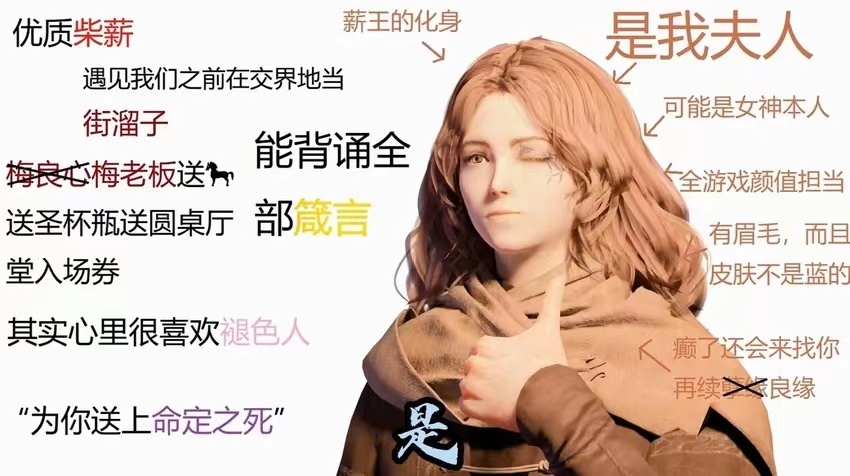 优质柴薪
遇见我们之前在交界地当
街溜子
梅良心梅老板送
送圣杯瓶送圆桌厅
堂入场券
其实心里很喜欢褪色人
“为你送上命定之死”
能背诵全
部箴言
薪王的化身
是我夫人
可能是女神本人
全游戏颜值担当
有眉毛，而且
皮肤不是蓝的
癫了还会来找你
再续孽缘良缘
是